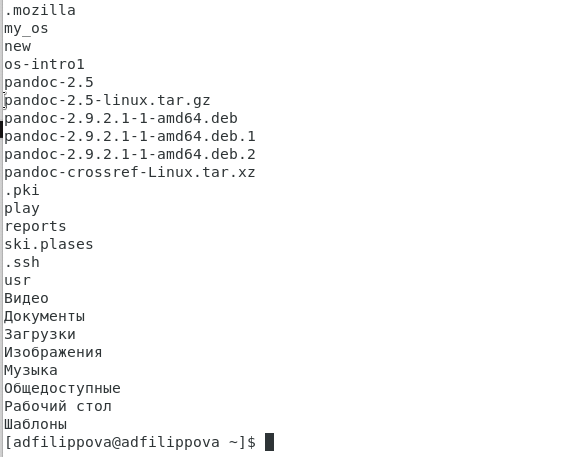 .mozilla
my_os
new
os-intro1
pandoc-2.5
pandoc-2.5-linux.tar.gz
pandoc-2.9.2.1-1-amd64.deb
pandoc-2.9.2.1-1-amd64.deb.1
pandoc-2.9.2.1-1-amd64.deb.2
pandoc-crossref-Linux.tar.xz
.pki
play
reports
ski.plases
.ssh
usr
Видео
Документы
Загрузки
Изображения
Музыка
Общедоступные
Рабочий стол
Шаблоны
[adfilippova@adfilippova ~]$